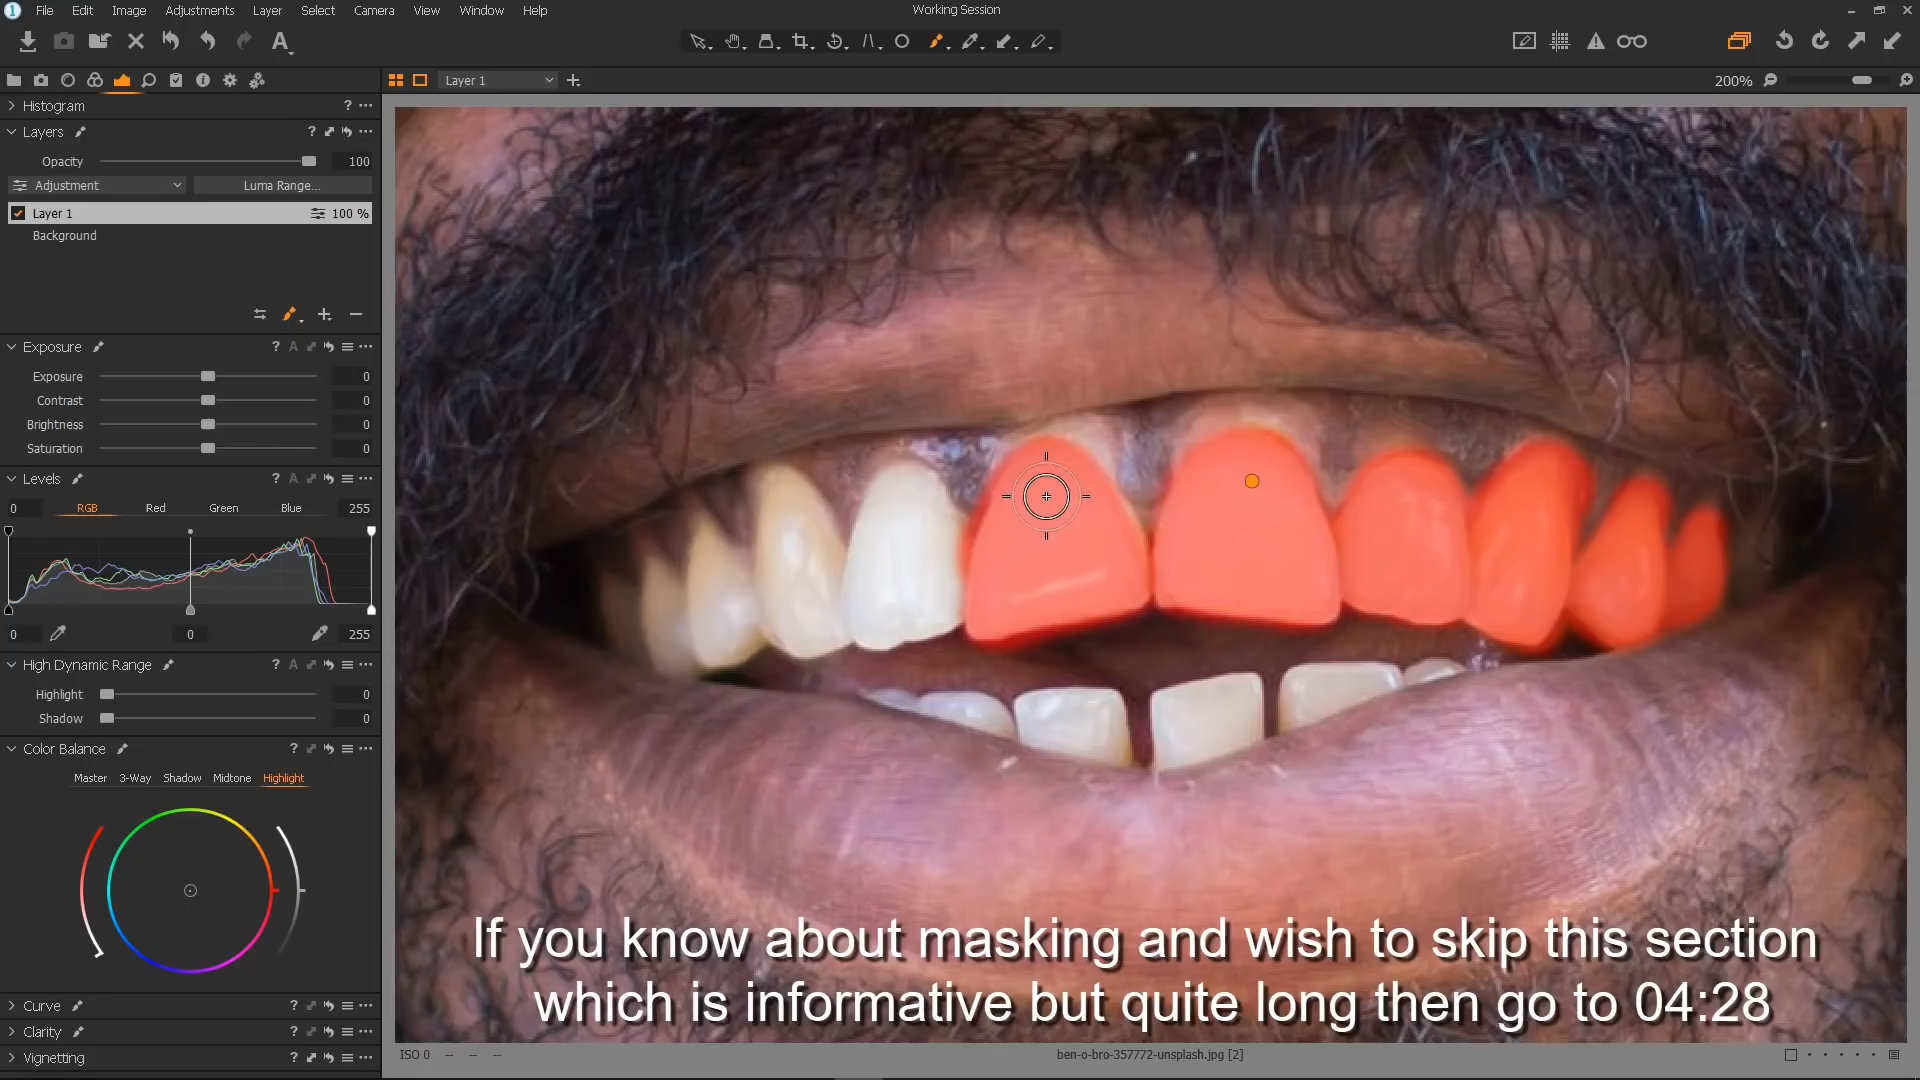 1 File Edit Image Adjustments Layer Select Camera View Window Help
Working Session
A
Layer 1
200%
Histogram ? ...
Layers ? ...
Opacity 100
Adjustment Luma Range...
Layer 1 100 %
Background
Exposure ? A ...
Exposure 0
Contrast 0
Brightness 0
Saturation 0
Levels ? A ...
0 RGB Red Green Blue 255
0 0 255
High Dynamic Range ? A ...
Highlight 0
Shadow 0
Color Balance ? ...
Master 3-Way Shadow Midtone Highlight
Curve ? ...
Clarity ? ...
Vignetting ? ...
If you know about masking and wish to skip this section
which is informative but quite long then go to 04:28
ISO 0 -- -- --
ben-o-bro-357772-unsplash.jpg [2]